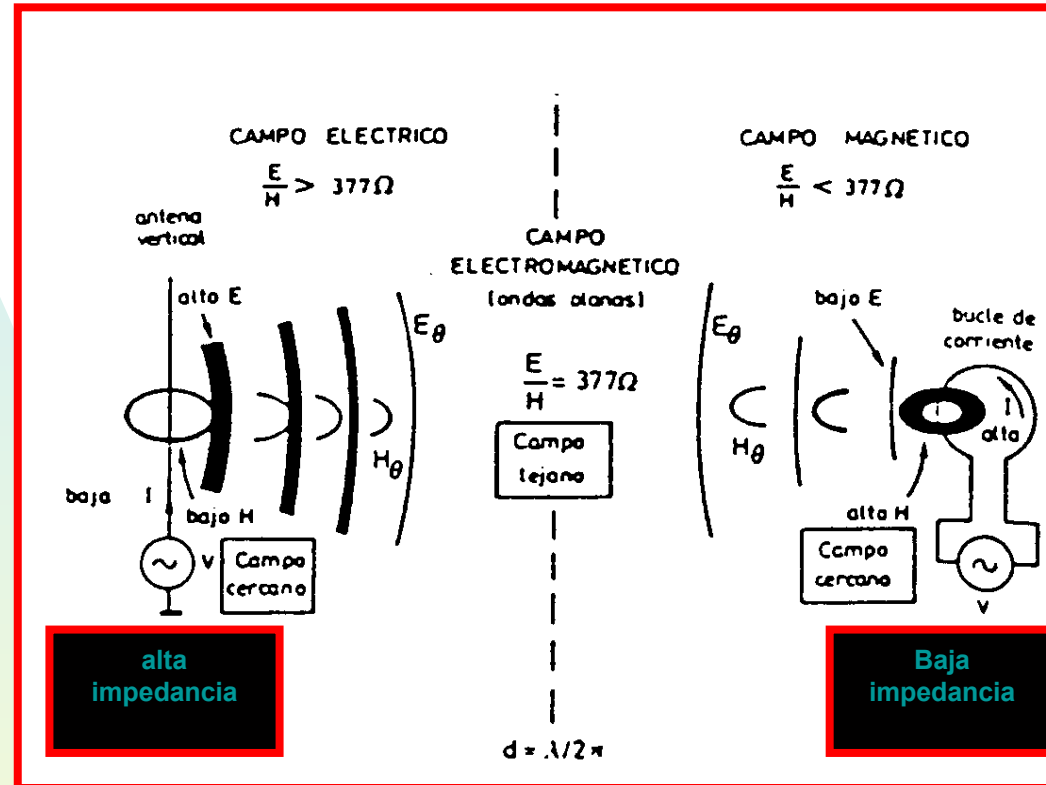 CAMPO ELECTRICO
E/H > 377Ω
antena
vertical
alto E
Eθ
Hθ
baja I
bajo H
V
Campo
cercano
alta
impedancia
CAMPO
ELECTROMAGNETICO
(ondas planas)
E/H = 377Ω
Campo
lejano
d = λ/2π
CAMPO MAGNETICO
E/H < 377Ω
bajo E
bucle de
corriente
Eθ
Hθ
I
alta
alta H
Campo
cercano
V
Baja
impedancia